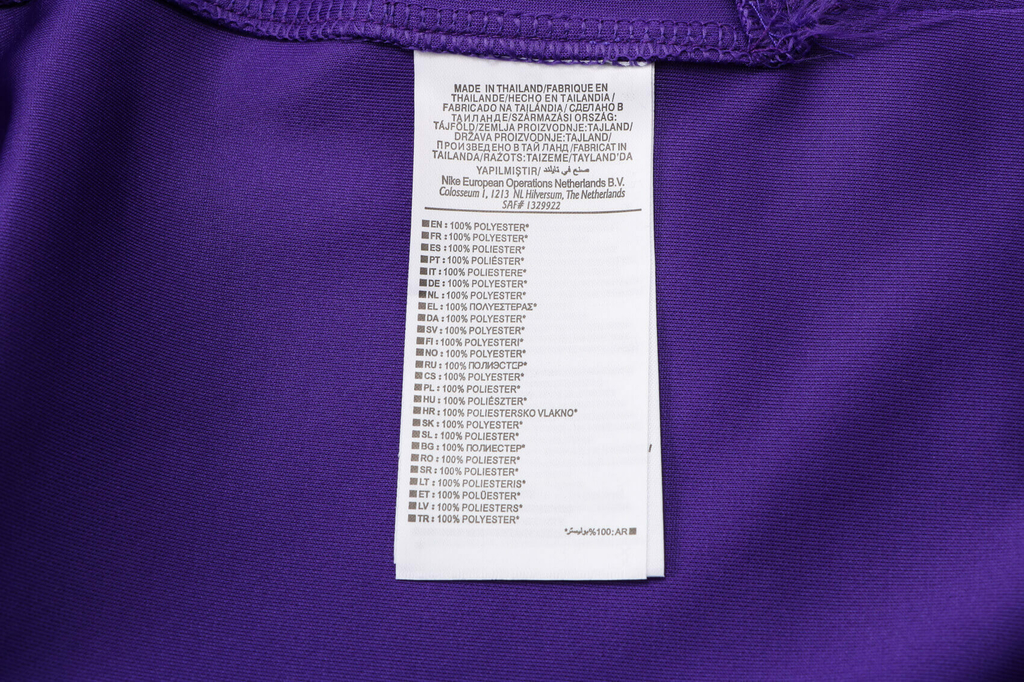 MADE IN THAILAND/FABRIQUE EN
THAILANDE/HECHO EN TAILANDIA/
FABRICADO NA TAILÂNDIA/СДЕЛАНО В
ТАИЛАНДЕ/SZÁRMAZÁSI ORSZÁG:
TÁJFÖLD/ZEMLJA PROIZVODNJE:TAJLAND/
DRŽAVA PROIZVODNJE:TAJLAND/
ПРОИЗВЕДЕНО В ТАЙ ЛАНД/FABRICAT IN
TAILANDA/RAŽOTS:TAIZEME/TAYLAND'DA
YAPILMIŞTIR/ صنع في تايلند
Nike European Operations Netherlands B.V.
Colosseum 1, 1213 NL Hilversum, The Netherlands
SAF# 1329922
EN : 100% POLYESTER*
FR : 100% POLYESTER*
ES : 100% POLIÉSTER*
PT : 100% POLIÉSTER*
IT : 100% POLIESTERE*
DE : 100% POLYESTER*
NL : 100% POLYESTER*
EL : 100% ΠΟΛΥΕΣΤΕΡΑΣ*
DA : 100% POLYESTER*
SV : 100% POLYESTER*
FI : 100% POLYESTERI*
NO : 100% POLYESTER*
RU : 100% ПОЛИЭСТЕР*
CS : 100% POLYESTER*
PL : 100% POLIESTER*
HU : 100% POLIÉSZTER*
HR : 100% POLIESTERSKO VLAKNO*
SK : 100% POLYESTER*
SL : 100% POLIESTER*
BG : 100% ПОЛИЕСТЕР*
RO : 100% POLIESTER*
SR : 100% POLIESTER*
LT : 100% POLIESTERIS*
ET : 100% POLÜESTER*
LV : 100% POLIESTERS*
TR : 100% POLYESTER*
AR :100% بوليستر*